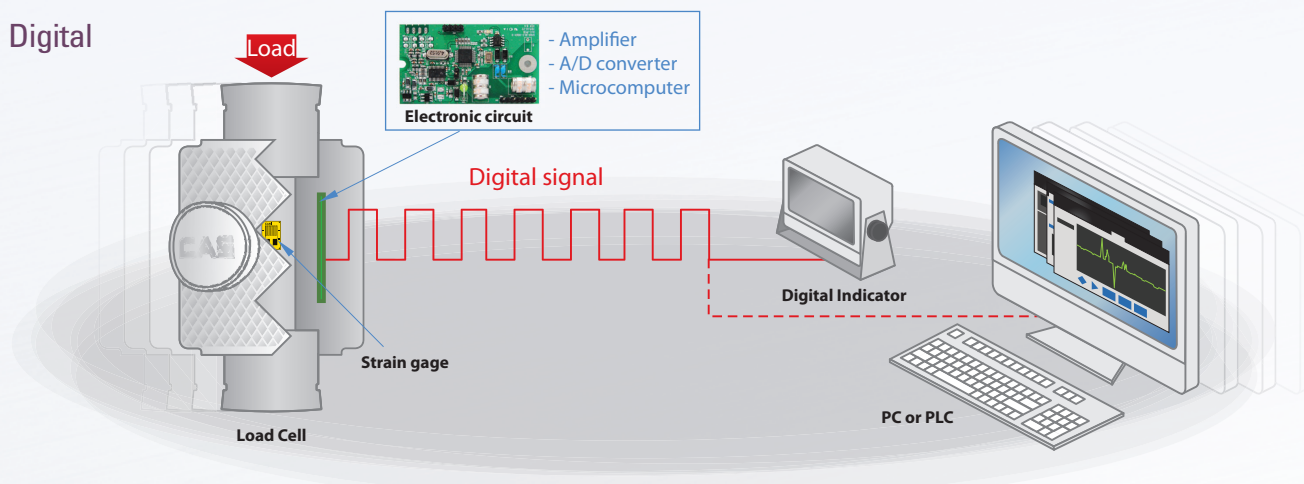 Digital
Load
- Amplifier
- A/D converter
- Microcomputer
Electronic circuit
Digital signal
CAS
Strain gage
Load Cell
Digital Indicator
PC or PLC